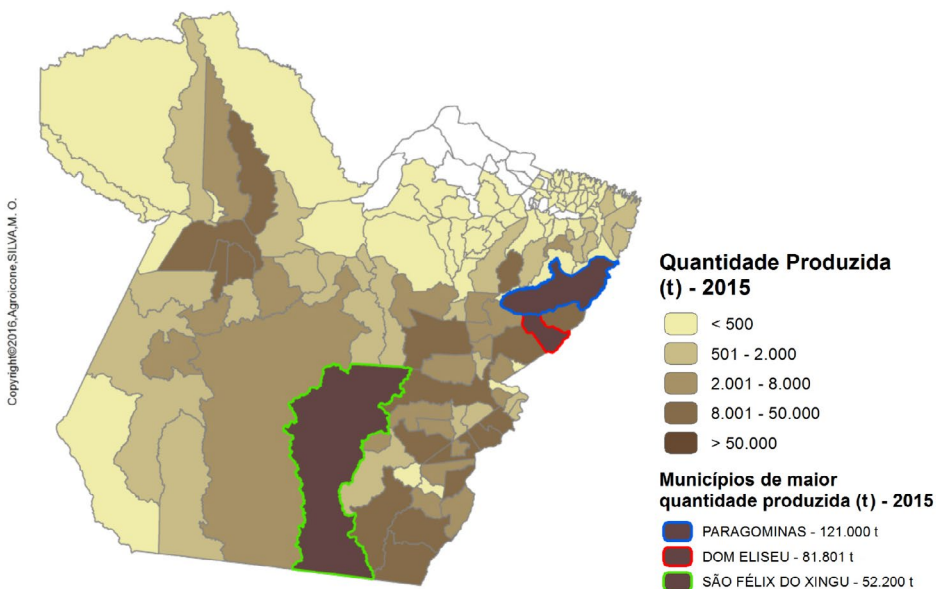 Copyright©2016,Agroicone,SILVA,M. O.
Quantidade Produzida
(t) - 2015
< 500
501 - 2.000
2.001 - 8.000
8.001 - 50.000
> 50.000
Municípios de maior
quantidade produzida (t) - 2015
PARAGOMINAS - 121.000 t
DOM ELISEU - 81.801 t
SÃO FÉLIX DO XINGU - 52.200 t